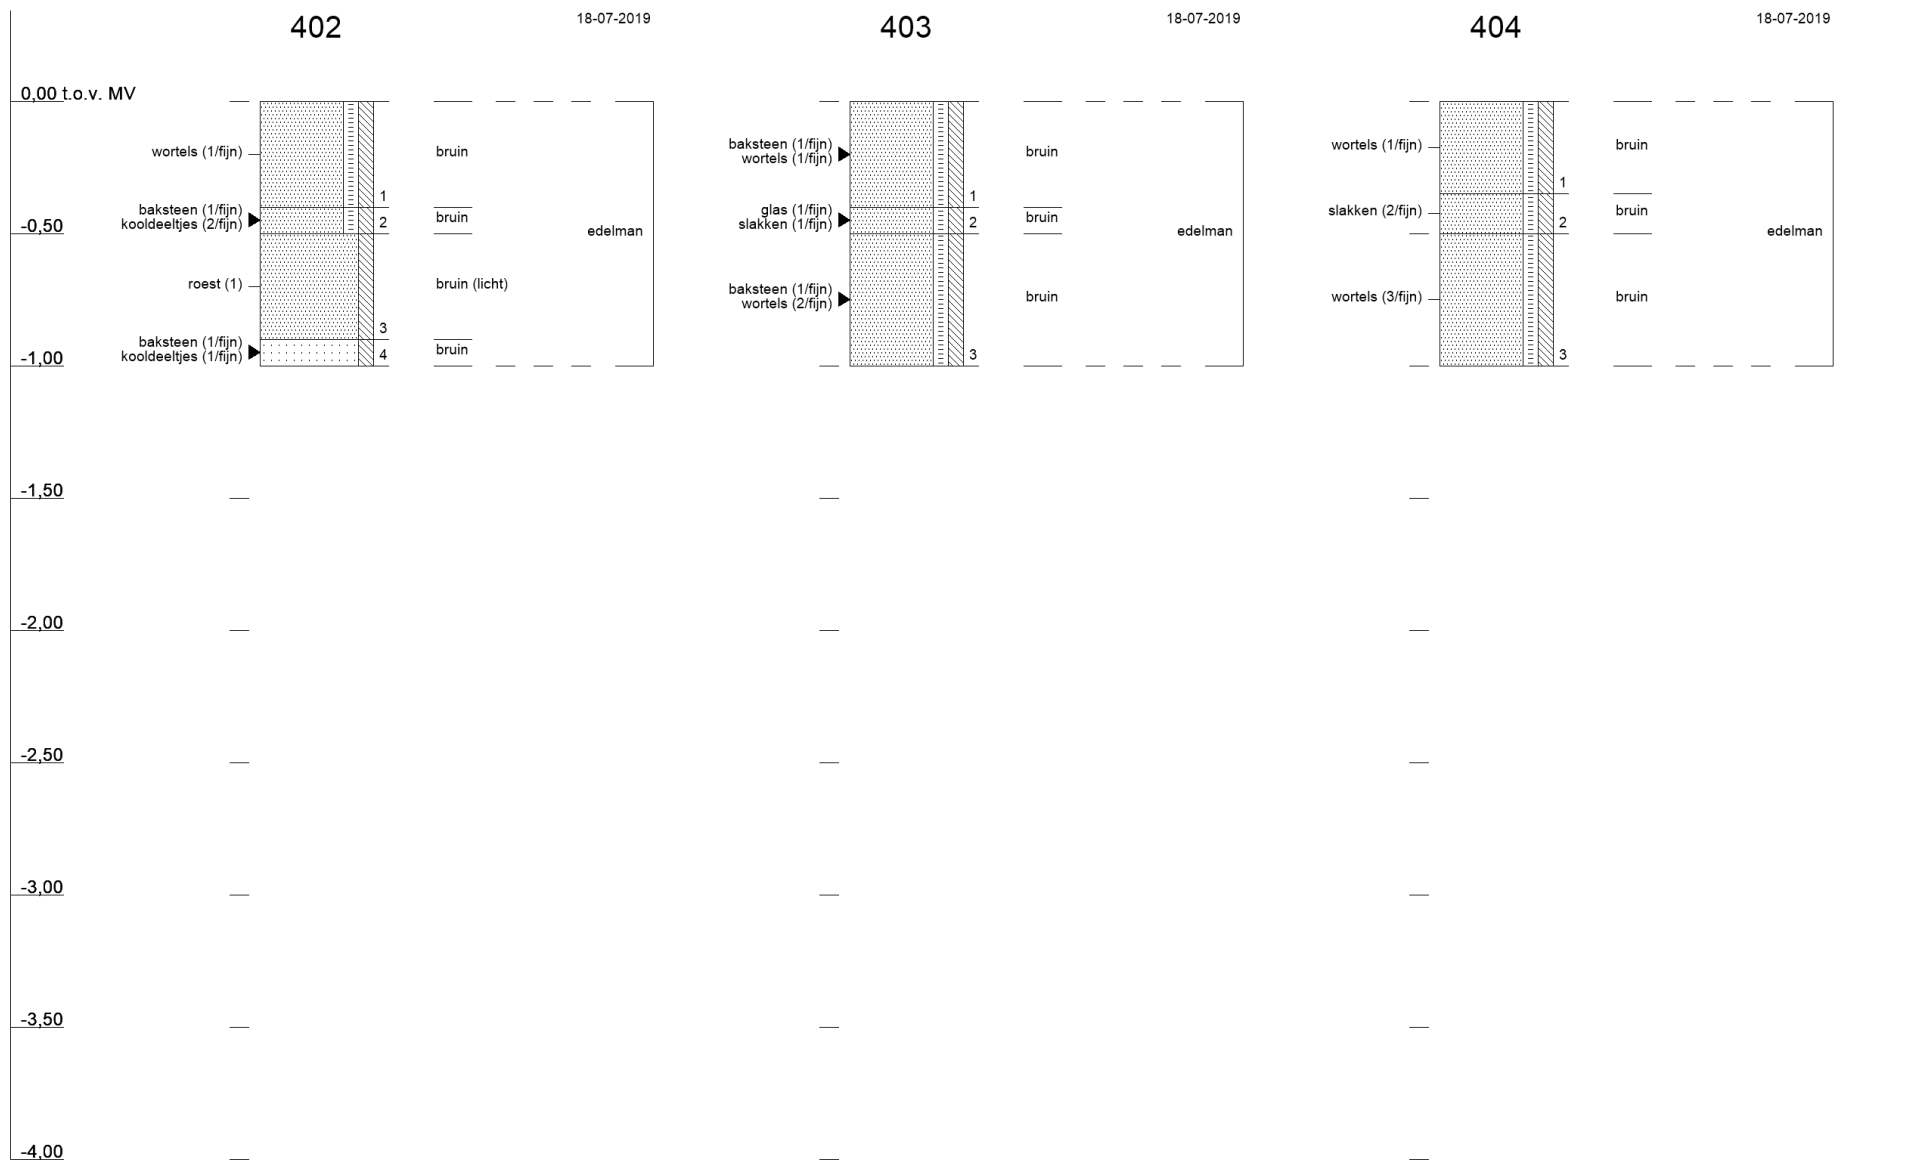 402
18-07-2019
403
18-07-2019
404
18-07-2019
0,00 t.o.v. MV
-0,50
-1,00
-1,50
-2,00
-2,50
-3,00
-3,50
-4,00
wortels (1/fijn)
baksteen (1/fijn)
kooldeeltjes (2/fijn)
roest (1)
baksteen (1/fijn)
kooldeeltjes (1/fijn)
1
2
3
4
bruin
bruin
bruin (licht)
bruin
edelman
baksteen (1/fijn)
wortels (1/fijn)
glas (1/fijn)
slakken (1/fijn)
baksteen (1/fijn)
wortels (2/fijn)
1
2
3
bruin
bruin
bruin
edelman
wortels (1/fijn)
slakken (2/fijn)
wortels (3/fijn)
1
2
3
bruin
bruin
bruin
edelman